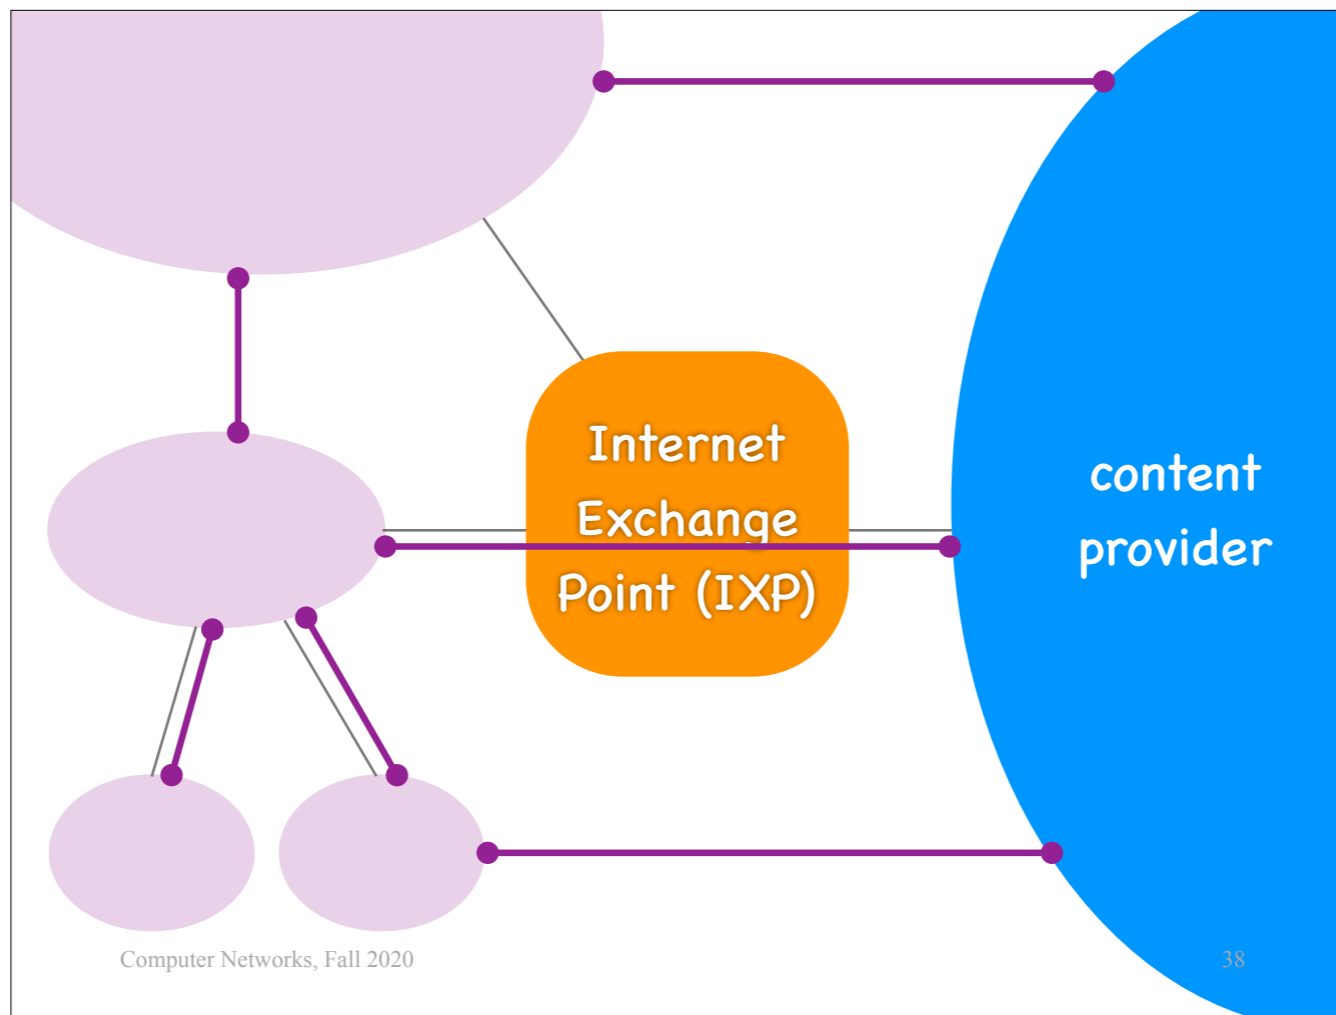 Internet
Exchange
Point (IXP)
content
provider
Computer Networks, Fall 2020
38